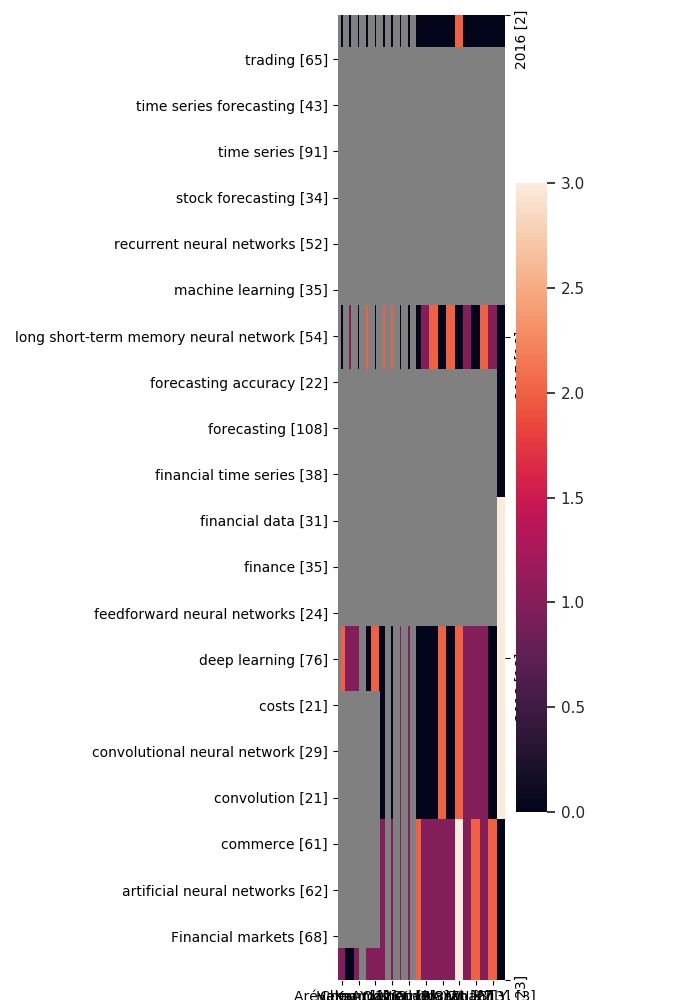 2016 [2]
trading [65]
time series forecasting [43]
time series [91]
stock forecasting [34]
recurrent neural networks [52]
machine learning [35]
long short-term memory neural network [54]
forecasting accuracy [22]
forecasting [108]
financial time series [38]
financial data [31]
finance [35]
feedforward neural networks [24]
deep learning [76]
costs [21]
convolutional neural network [29]
convolution [21]
commerce [61]
artificial neural networks [62]
Financial markets [68]
3.0
2.5
2.0
1.5
1.0
0.5
0.0